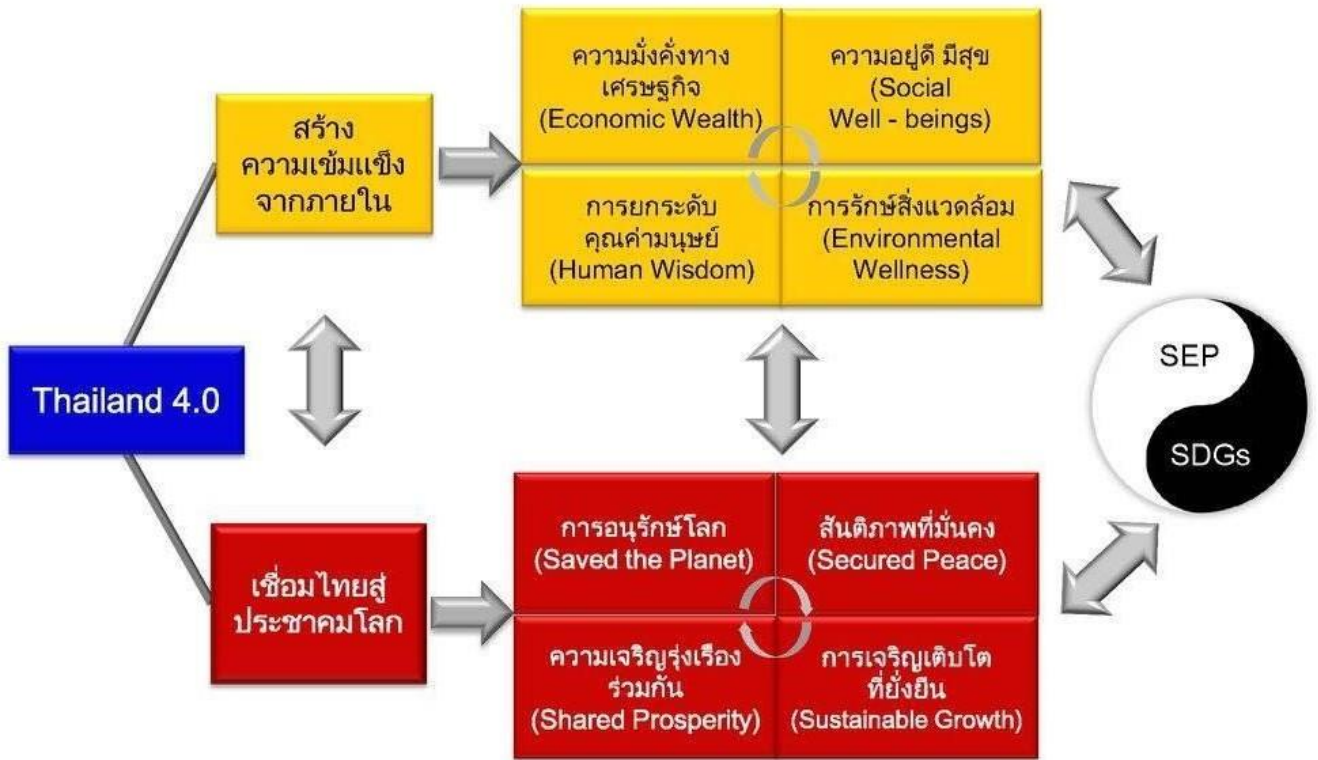 Thailand 4.0
สร้าง
ความเข้มแข็ง
จากภายใน
ความมั่งคั่งทาง
เศรษฐกิจ
(Economic Wealth)
ความอยู่ดี มีสุข
(Social
Well - beings)
การยกระดับ
คุณค่ามนุษย์
(Human Wisdom)
การรักษ์สิ่งแวดล้อม
(Environmental
Wellness)
เชื่อมไทยสู่
ประชาคมโลก
การอนุรักษ์โลก
(Saved the Planet)
สันติภาพที่มั่นคง
(Secured Peace)
ความเจริญรุ่งเรือง
ร่วมกัน
(Shared Prosperity)
การเจริญเติบโต
ที่ยั่งยืน
(Sustainable Growth)
SEP
SDGs